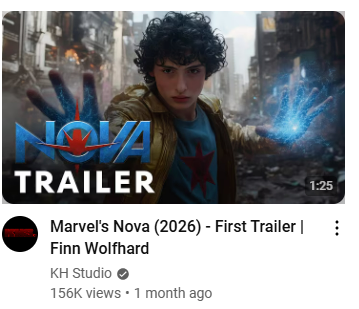 NOVA
TRAILER
1:25
Marvel's Nova (2026) - First Trailer |
Finn Wolfhard
KH Studio
156K views • 1 month ago